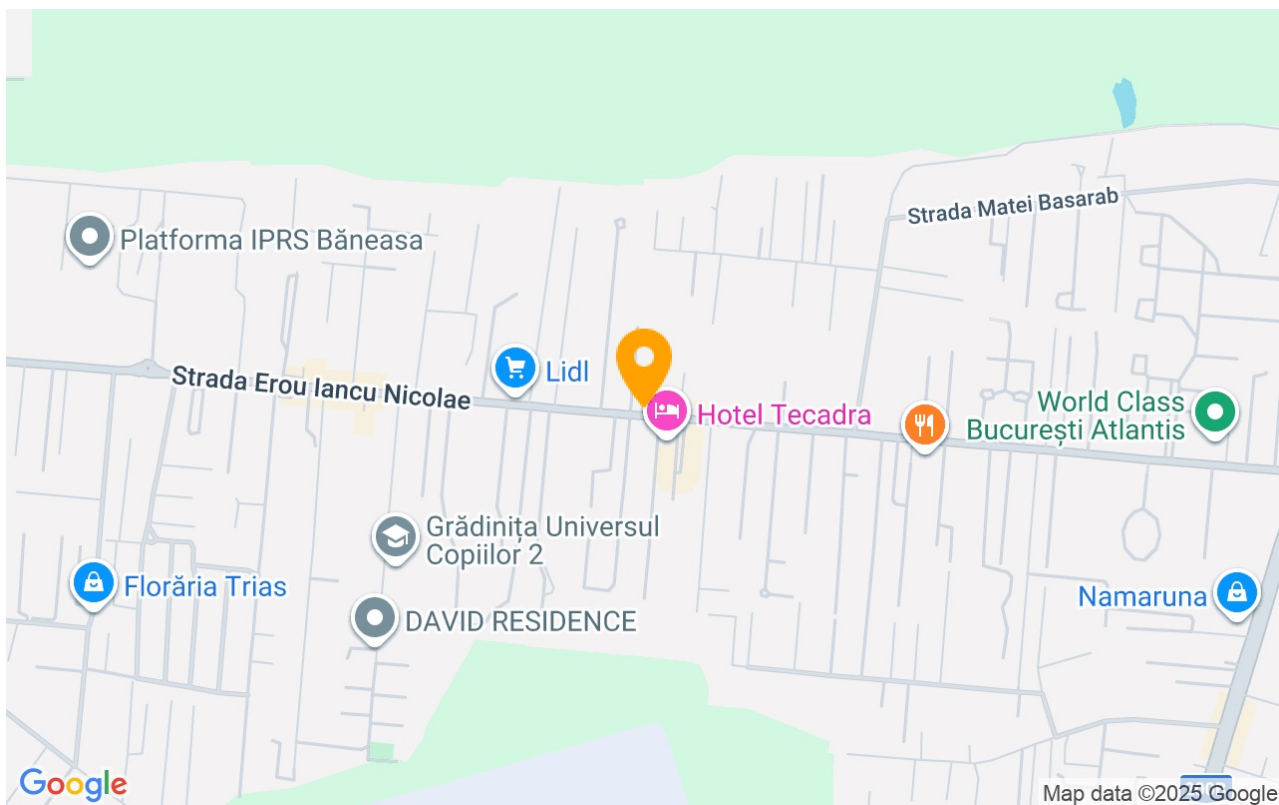 Strada Matei Basarab
Platforma IPRS Băneasa
Strada Erou Iancu Nicolae
Lidl
Hotel Tecadra
World Class
București Atlantis
Grădinița Universul
Copiilor 2
Florăria Trias
Namaruna
DAVID RESIDENCE
Google
Map data ©2025 Google